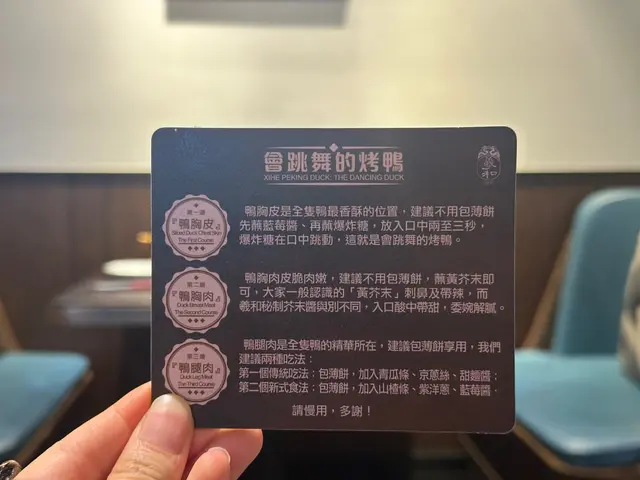 會跳舞的烤鴨
XIHE PEKING DUCK: THE DANCING DUCK
羲和
第一課
鴨胸皮
Sliced Duck Chest Skin
The First Course
鴨胸皮是全隻鴨最香酥的位置，建議不用包薄餅
先蘸藍莓醬、再蘸爆炸糖，放入口中兩至三秒，
爆炸糖在口中跳動，這就是會跳舞的烤鴨。
第二課
鴨胸肉
Duck Breast Meat
The Second Course
鴨胸肉皮脆肉嫩，建議不用包薄餅，蘸黃芥末即
可，大家一般認識的「黃芥末」刺鼻及帶辣，而
羲和秘制芥末醬與別不同，入口酸中帶甜，委婉解膩。
第三課
鴨腿肉
Duck Leg Meat
The Third Course
鴨腿肉是全隻鴨的精華所在，建議包薄餅享用，我們
建議兩種吃法：
第一個傳統吃法：包薄餅，加入青瓜條、京蔥絲、甜麵醬；
第二個新式食法：包薄餅，加入山楂條、紫洋蔥、藍莓醬．
請慢用，多謝！